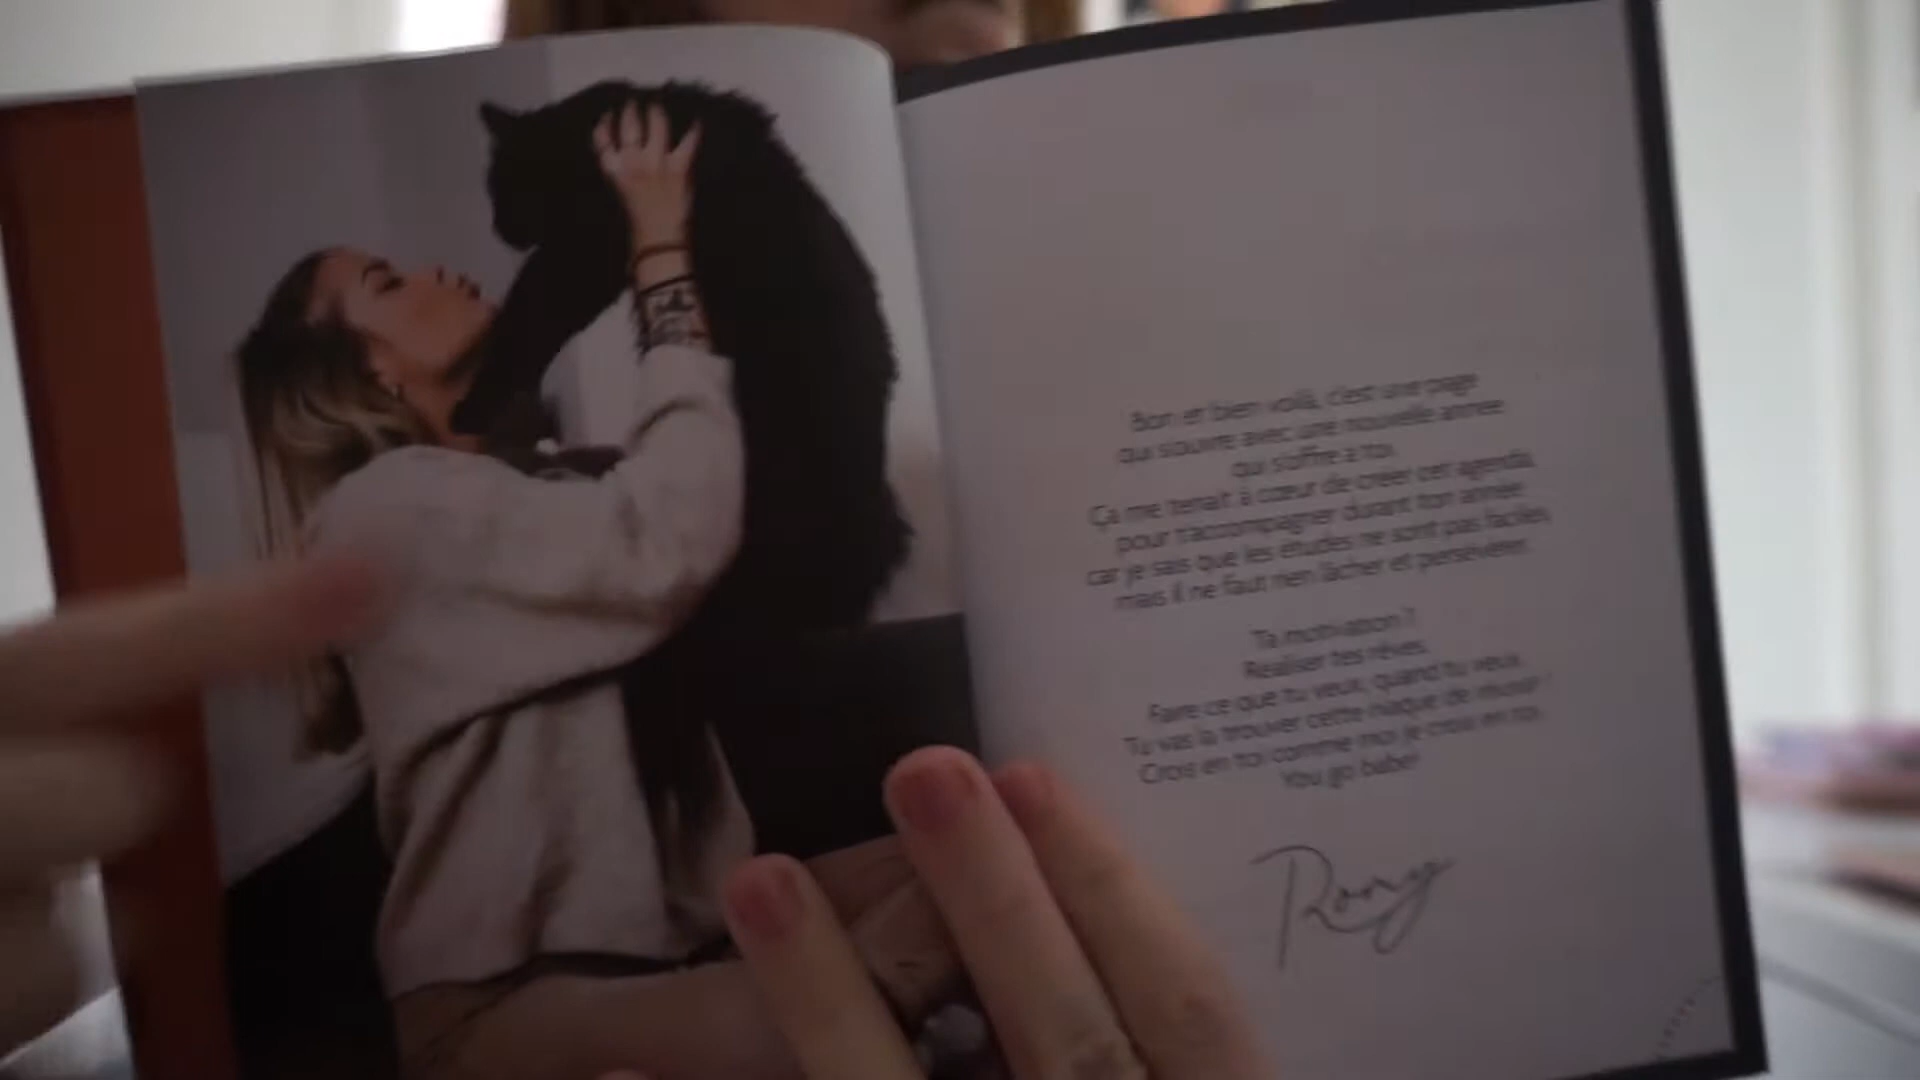 Bon et bien voilà, c'est une page
qui s'ouvre avec une nouvelle année
qui s'offre à toi.
Ça me tenait à cœur de créer cet agenda
pour t'accompagner durant ton année
car je sais que les études ne sont pas faciles,
mais il ne faut rien lâcher et persévérer.
Ta motivation ?
Réaliser tes rêves.
Faire ce que tu veux, quand tu veux.
Tu vas la trouver cette niaque de réussir !
Crois en toi comme moi je crois en toi.
You go babe!
Romy